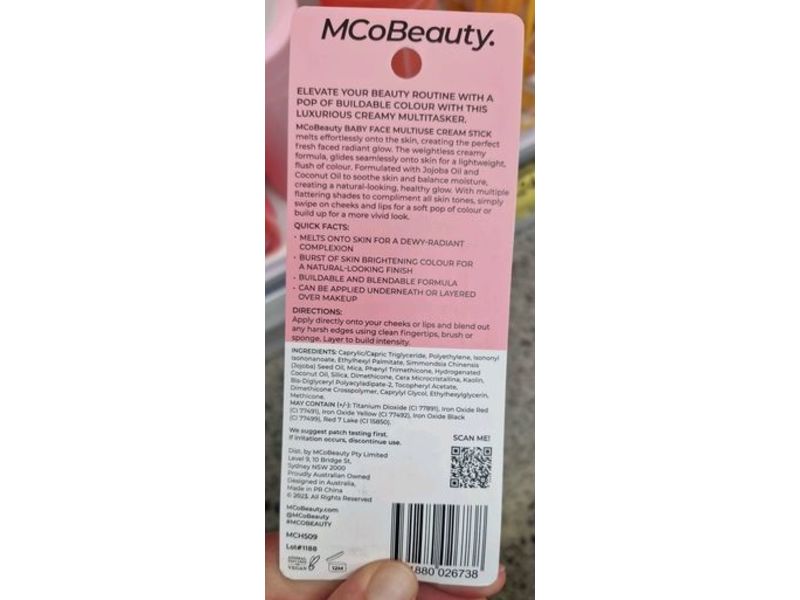 MCoBeauty.
ELEVATE YOUR BEAUTY ROUTINE WITH A
POP OF BUILDABLE COLOUR WITH THIS
LUXURIOUS CREAMY MULTITASKER.
MCoBeauty BABY FACE MULTIUSE CREAM STICK
melts effortlessly onto the skin, creating the perfect
fresh faced radiant glow. The weightless creamy
formula, glides seamlessly onto skin for a lightweight,
flush of colour. Formulated with Jojoba Oil and
Coconut Oil to soothe skin and balance moisture,
creating a natural-looking, healthy glow. With multiple
flattering shades to compliment all skin tones, simply
swipe on cheeks and lips for a soft pop of colour or
build up for a more vivid look.
QUICK FACTS:
• MELTS ONTO SKIN FOR A DEWY-RADIANT
COMPLEXION
• BURST OF SKIN BRIGHTENING COLOUR FOR
A NATURAL-LOOKING FINISH
• BUILDABLE AND BLENDABLE FORMULA
• CAN BE APPLIED UNDERNEATH OR LAYERED
OVER MAKEUP
DIRECTIONS:
Apply directly onto your cheeks or lips and blend out
any harsh edges using clean fingertips, brush or
sponge. Layer to build intensity.
INGREDIENTS: Caprylic/Capric Triglyceride, Polyethylene, Isononyl
Isononanoate, Ethylhexyl Palmitate, Simmondsia Chinensis
(Jojoba) Seed Oil, Mica, Phenyl Trimethicone, Hydrogenated
Coconut Oil, Silica, Dimethicone, Cera Microcristallina, Kaolin,
Bis-Diglyceryl Polyacyladipate-2, Tocopheryl Acetate,
Dimethicone Crosspolymer, Caprylyl Glycol, Ethylhexylglycerin,
Methicone.
MAY CONTAIN (+/-): Titanium Dioxide (CI 77891), Iron Oxide Red
(CI 77491), Iron Oxide Yellow (CI 77492), Iron Oxide Black
(CI 77499), Red 7 Lake (CI 15850).
We suggest patch testing first.
If irritation occurs, discontinue use.
SCAN ME!
Dist. by MCoBeauty Pty Limited
Level 9, 10 Bridge St,
Sydney NSW 2000
Proudly Australian Owned
Designed in Australia,
Made in PR China
© 2023. All Rights Reserved
MCoBeauty.com
@MCoBeauty
#MCOBEAUTY
MCH509
Lot#1188
VEGAN
12M
1880 026738